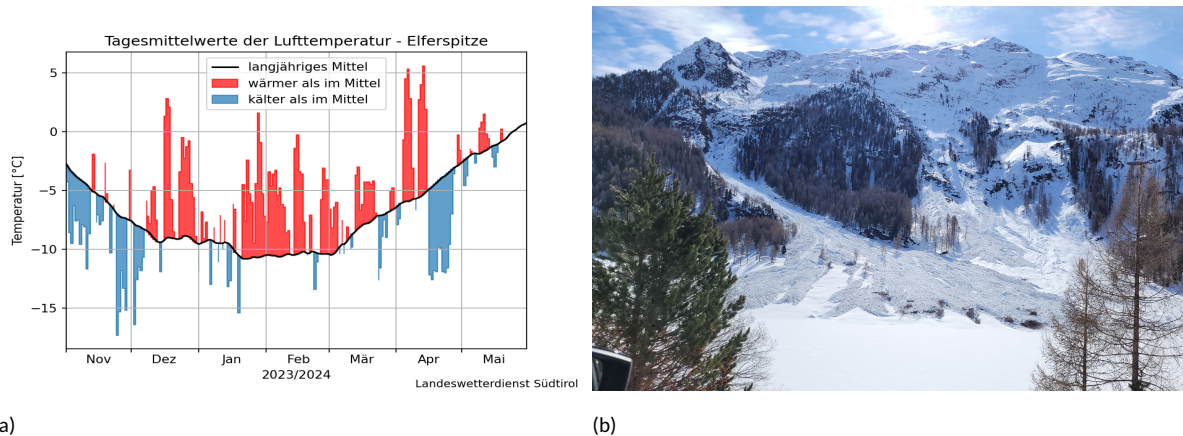 Tagesmittelwerte der Lufttemperatur - Elferspitze
langjähriges Mittel
wärmer als im Mittel
kälter als im Mittel
Temperatur [°C]
5
0
−5
−10
−15
Nov Dez Jan Feb Mär Apr Mai
2023/2024
Landeswetterdienst Südtirol
a)
(b)